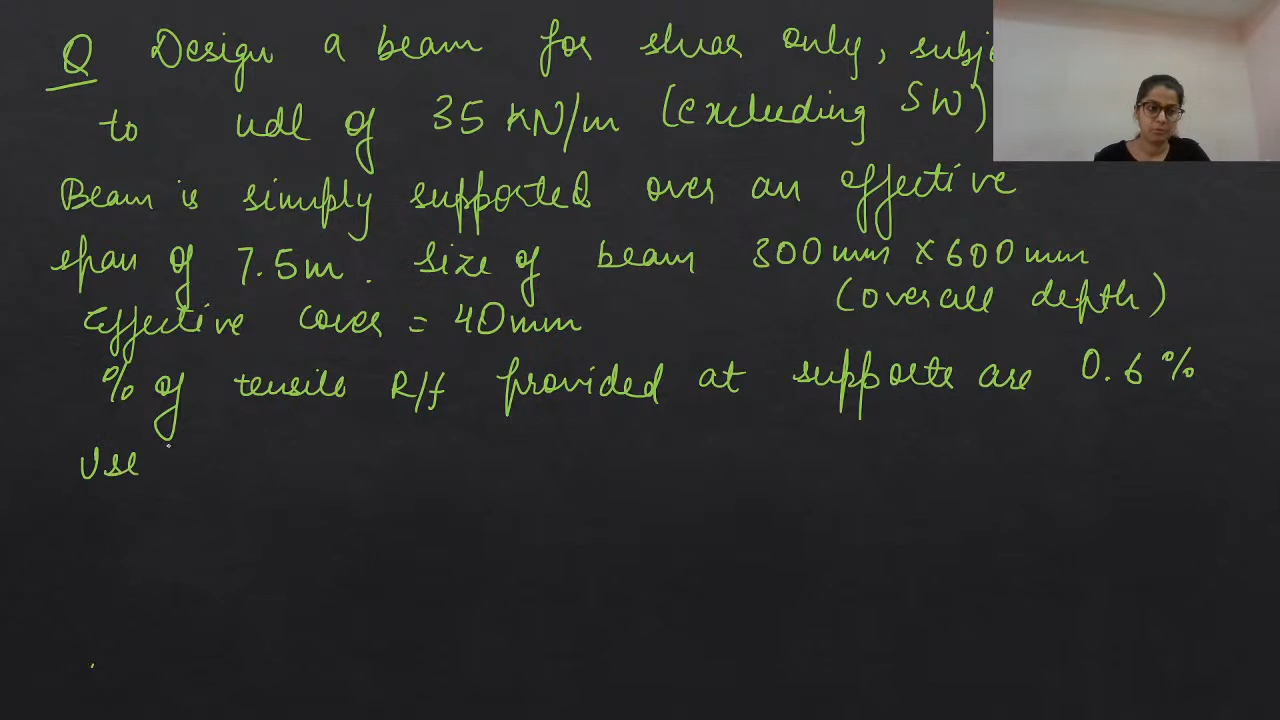 Q Design a beam for shear only, subje
to udl of 35 KN/m (excluding SW)
Beam is simply supported over an effective
span of 7.5m. Size of beam 300mm × 600mm
(overall depth)
Effective cover = 40mm
% of tensile R/f provided at supports are 0.6%
Use